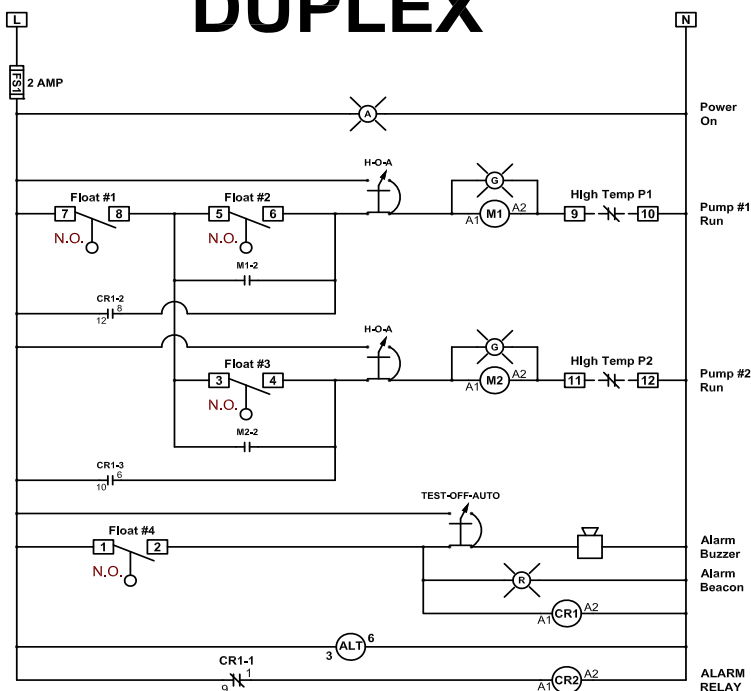 DUPLEX
L
N
FS1
2 AMP
A
Power
On
H-O-A
G
Float #1
Float #2
HIgh Temp P1
7
8
5
6
M1
A1
A2
9
10
Pump #1
Run
N.O.
N.O.
M1-2
CR1-2
8
12
H-O-A
G
Float #3
HIgh Temp P2
3
4
M2
A1
A2
11
12
Pump #2
Run
N.O.
M2-2
CR1-3
6
10
TEST-OFF-AUTO
Float #4
1
2
Alarm
Buzzer
N.O.
R
Alarm
Beacon
A1
CR1
A2
3
ALT
6
CR1-1
1
9
A1
CR2
A2
ALARM
RELAY